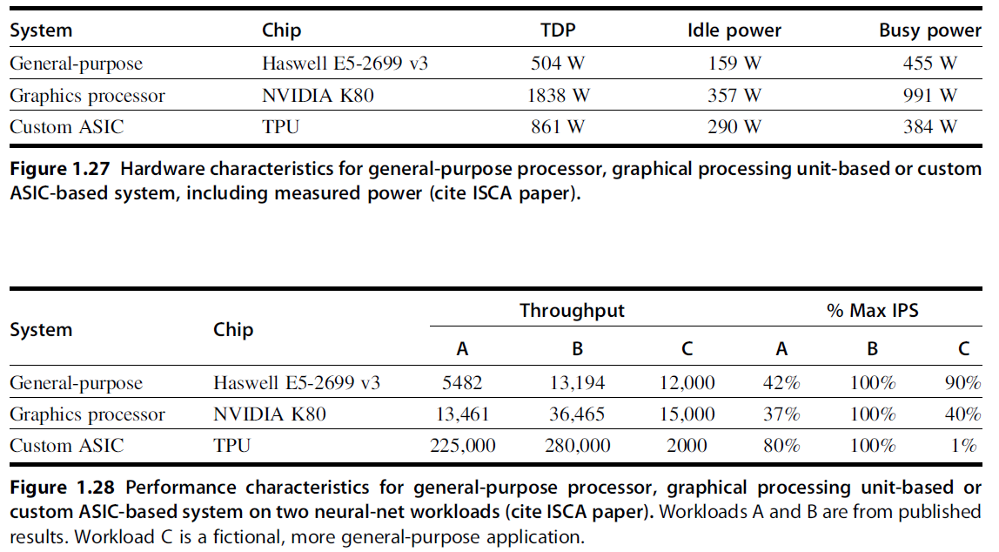 System Chip TDP Idle power Busy power
General-purpose Haswell E5-2699 v3 504 W 159 W 455 W
Graphics processor NVIDIA K80 1838 W 357 W 991 W
Custom ASIC TPU 861 W 290 W 384 W
Figure 1.27 Hardware characteristics for general-purpose processor, graphical processing unit-based or custom
ASIC-based system, including measured power (cite ISCA paper).
Throughput % Max IPS
System Chip
A B C A B C
General-purpose Haswell E5-2699 v3 5482 13,194 12,000 42% 100% 90%
Graphics processor NVIDIA K80 13,461 36,465 15,000 37% 100% 40%
Custom ASIC TPU 225,000 280,000 2000 80% 100% 1%
Figure 1.28 Performance characteristics for general-purpose processor, graphical processing unit-based or
custom ASIC-based system on two neural-net workloads (cite ISCA paper). Workloads A and B are from published
results. Workload C is a fictional, more general-purpose application.